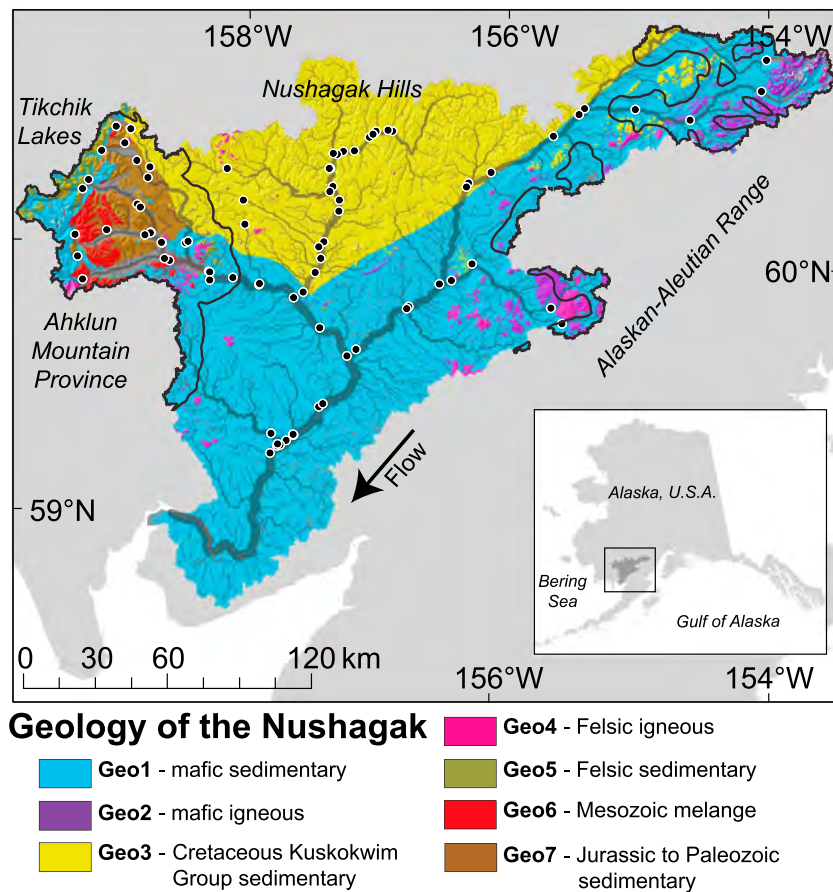 158°W
156°W
154°W
Nushagak Hills
Tikchik
Lakes
Alaskan-Aleutian Range
60°N
Ahklun
Mountain
Province
Flow
59°N
Alaska, U.S.A.
Bering
Sea
Gulf of Alaska
0 30 60 120 km
156°W
154°W
Geology of the Nushagak
Geo1 - mafic sedimentary
Geo2 - mafic igneous
Geo3 - Cretaceous Kuskokwim
Group sedimentary
Geo4 - Felsic igneous
Geo5 - Felsic sedimentary
Geo6 - Mesozoic melange
Geo7 - Jurassic to Paleozoic
sedimentary